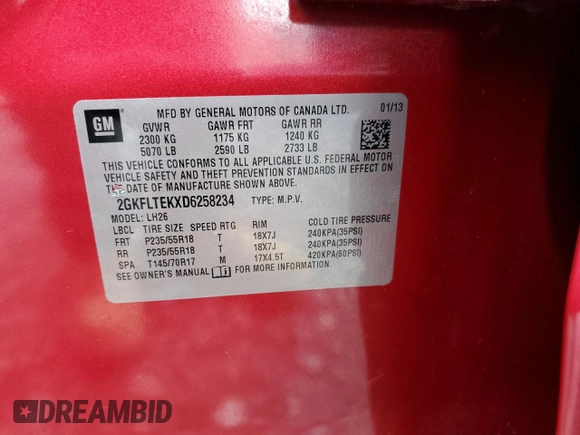 GM
MFD BY GENERAL MOTORS OF CANADA LTD. 01/13
GVWR GAWR FRT GAWR RR
2300 KG 1175 KG 1240 KG
5070 LB 2590 LB 2733 LB
THIS VEHICLE CONFORMS TO ALL APPLICABLE U.S. FEDERAL MOTOR
VEHICLE SAFETY AND THEFT PREVENTION STANDARDS IN EFFECT ON
THE DATE OF MANUFACTURE SHOWN ABOVE.
2GKFLTEKXD6258234 TYPE: M.P.V.
MODEL: LH26
LBCL TIRE SIZE SPEED RTG RIM COLD TIRE PRESSURE
FRT P235/55R18 T 18X7J 240KPA(35PSI)
RR P235/55R18 T 18X7J 240KPA(35PSI)
SPA T145/70R17 M 17X4.5T 420KPA(60PSI)
SEE OWNER'S MANUAL FOR MORE INFORMATION.
DREAMBID